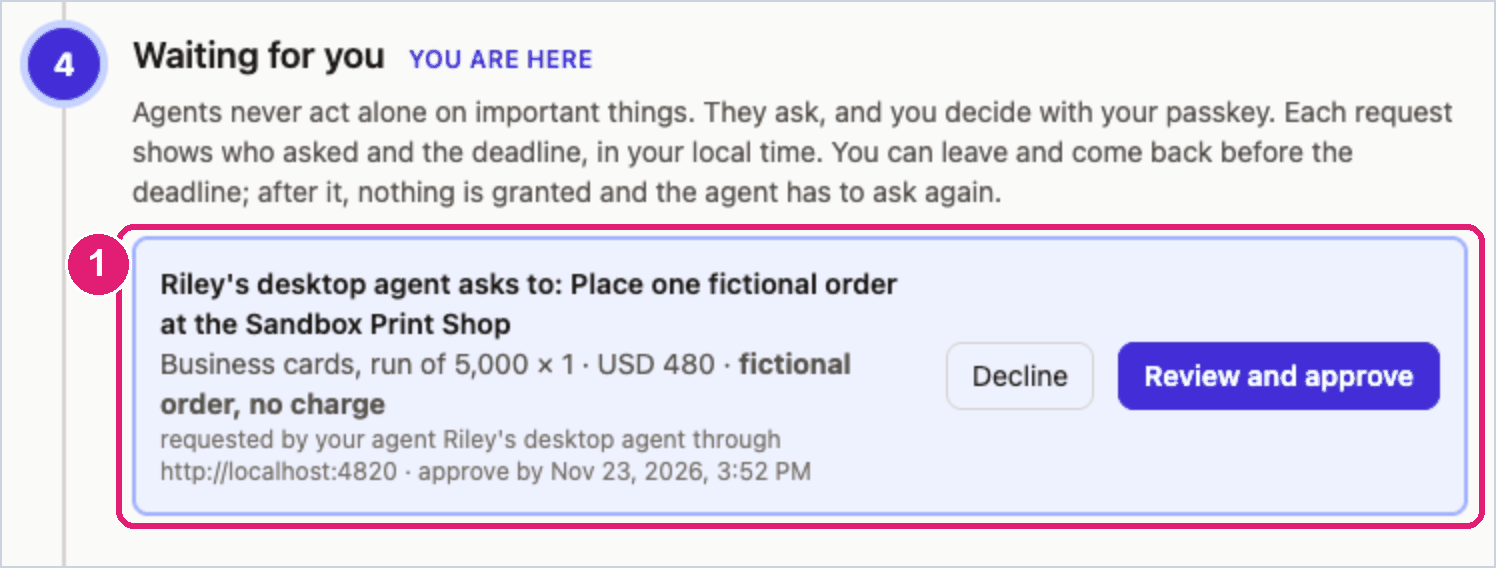 4
Waiting for you YOU ARE HERE
Agents never act alone on important things. They ask, and you decide with your passkey. Each request
shows who asked and the deadline, in your local time. You can leave and come back before the
deadline; after it, nothing is granted and the agent has to ask again.
1
Riley's desktop agent asks to: Place one fictional order
at the Sandbox Print Shop
Business cards, run of 5,000 × 1 · USD 480 · fictional
order, no charge
requested by your agent Riley's desktop agent through
http://localhost:4820 · approve by Nov 23, 2026, 3:52 PM
Decline
Review and approve